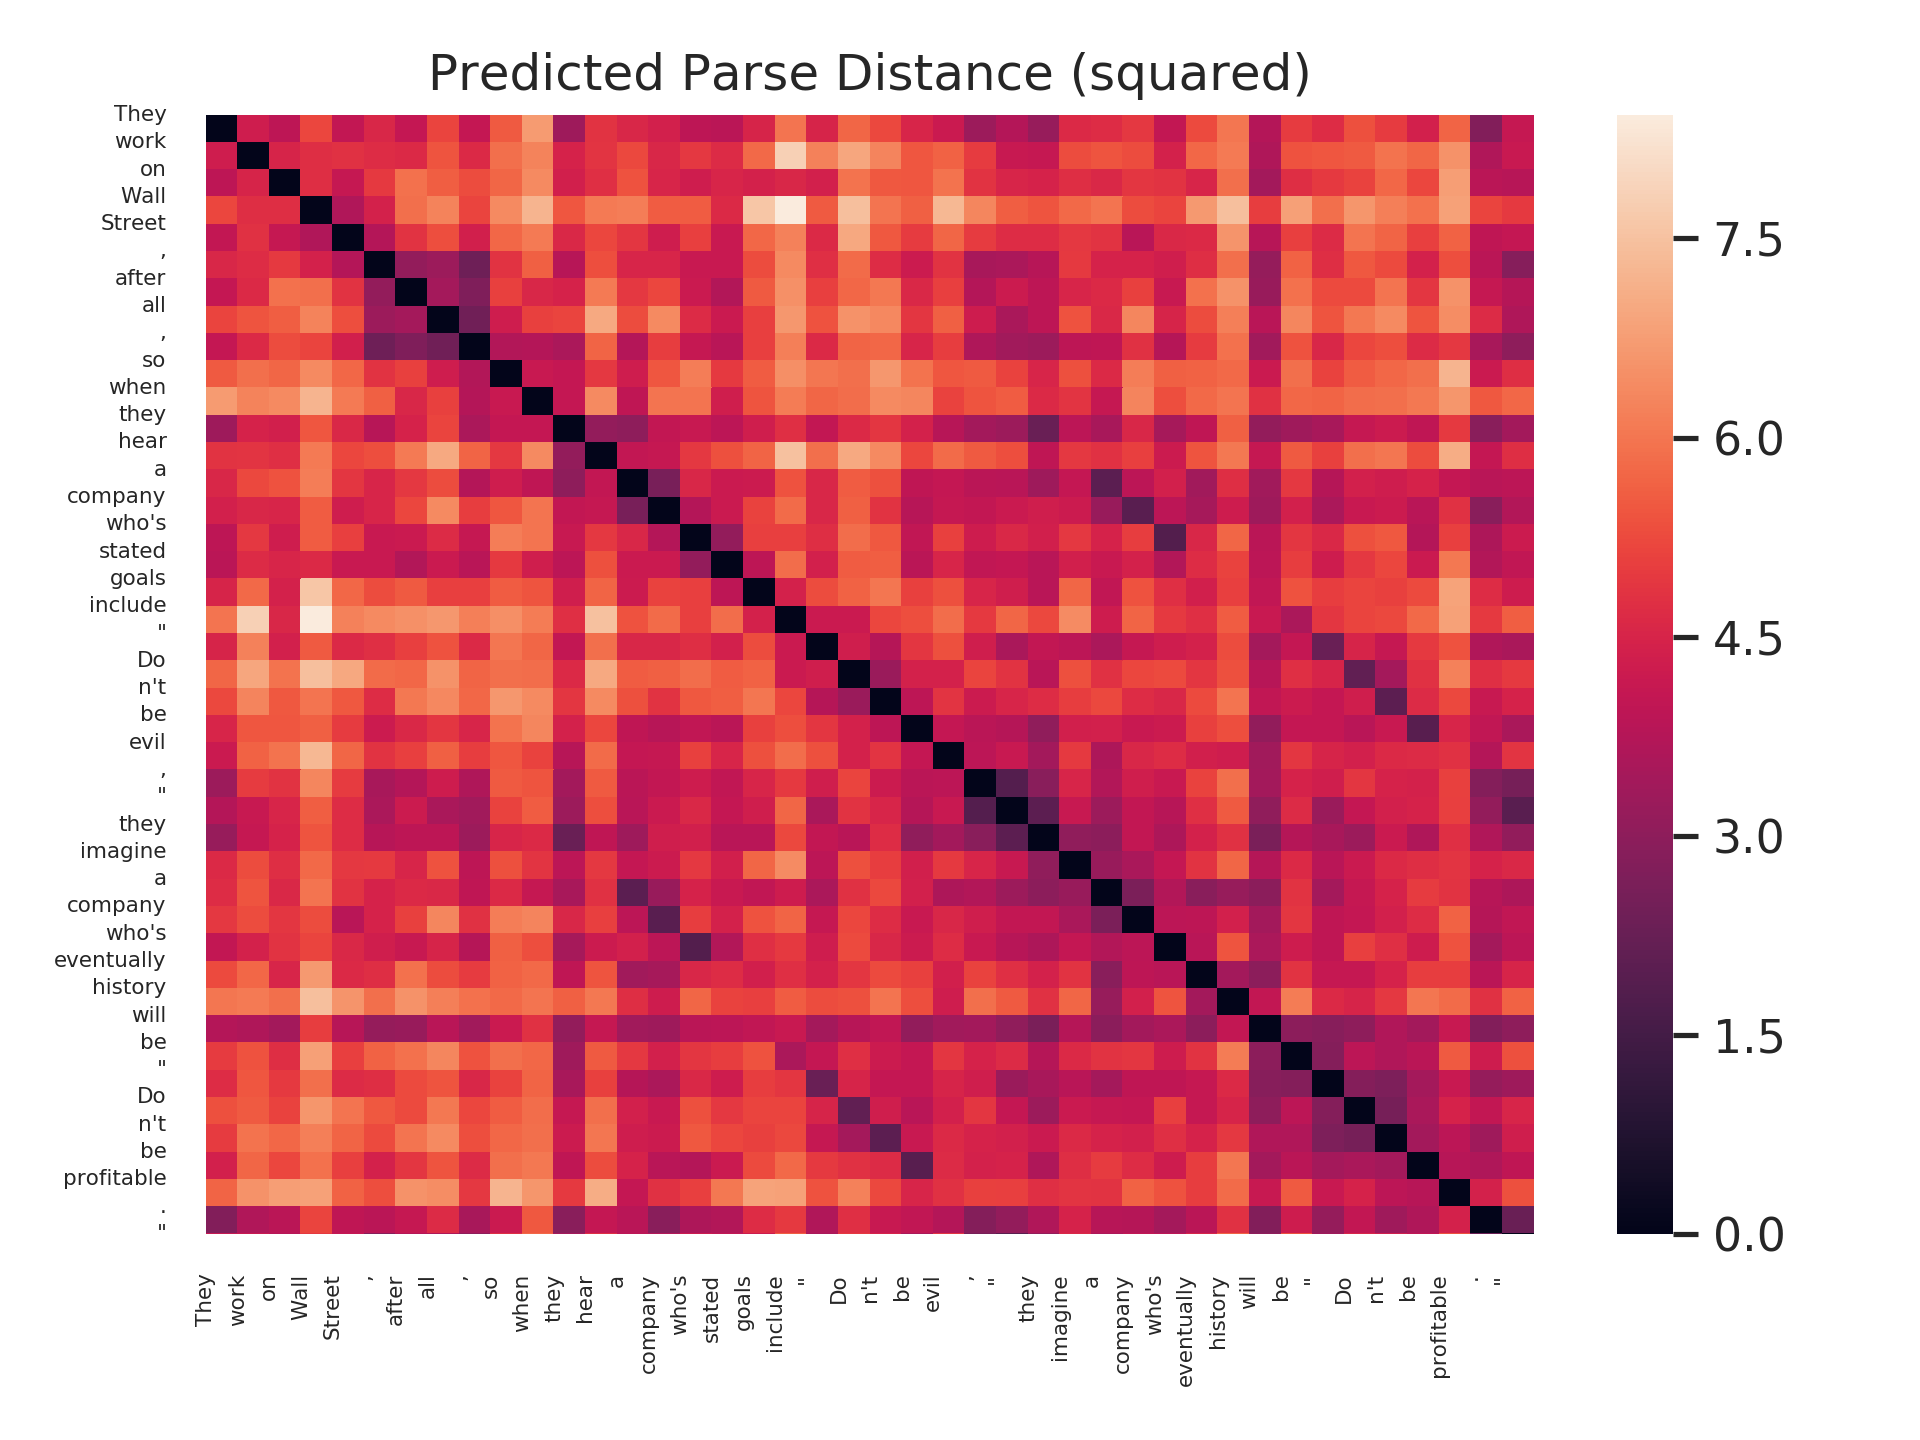 Predicted Parse Distance (squared)
They
work
on
Wall
Street
,
after
all
,
so
when
they
hear
a
company
who's
stated
goals
include
"
Do
n't
be
evil
,
"
they
imagine
a
company
who's
eventually
history
will
be
"
Do
n't
be
profitable
.
"
7.5
6.0
4.5
3.0
1.5
0.0
They work on Wall Street , after all , so when they hear a company who's stated goals include " Do n't be evil , " they imagine a company who's eventually history will be " Do n't be profitable . "